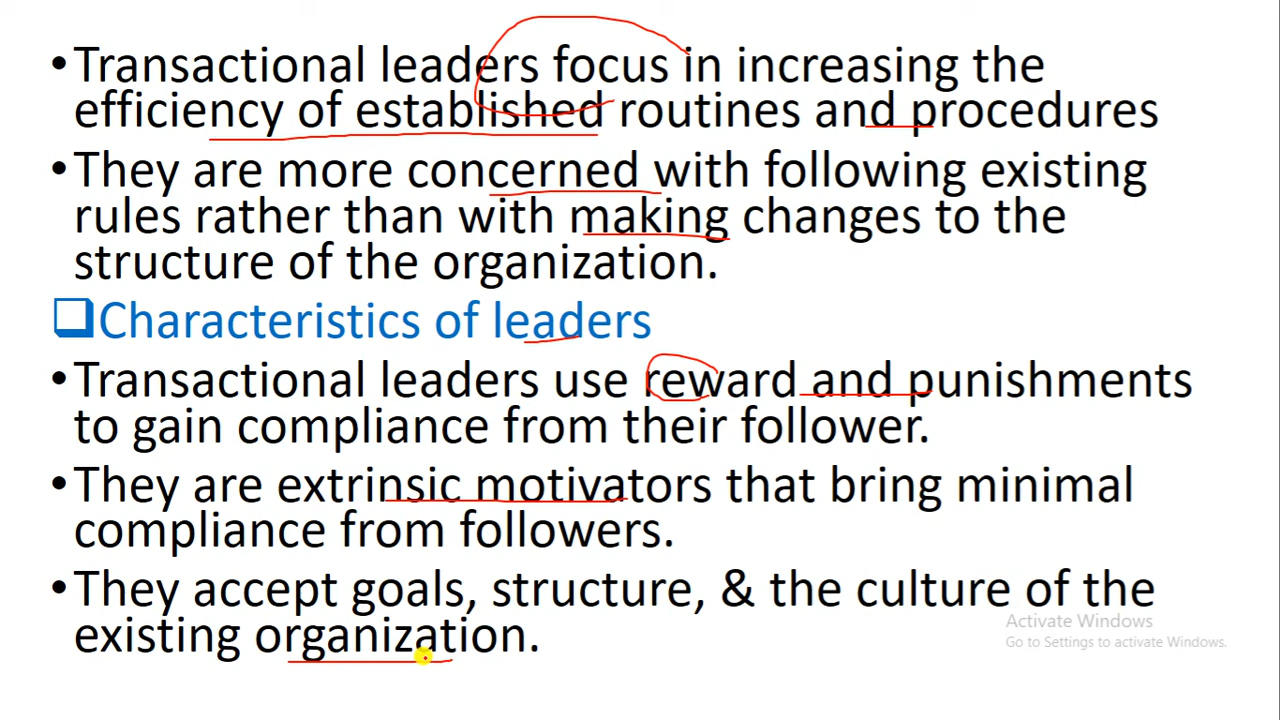 •Transactional leaders focus in increasing the
efficiency of established routines and procedures
•They are more concerned with following existing
rules rather than with making changes to the
structure of the organization.
❑Characteristics of leaders
•Transactional leaders use reward and punishments
to gain compliance from their follower.
•They are extrinsic motivators that bring minimal
compliance from followers.
•They accept goals, structure, & the culture of the
existing organization.
Activate Windows
Go to Settings to activate Windows.